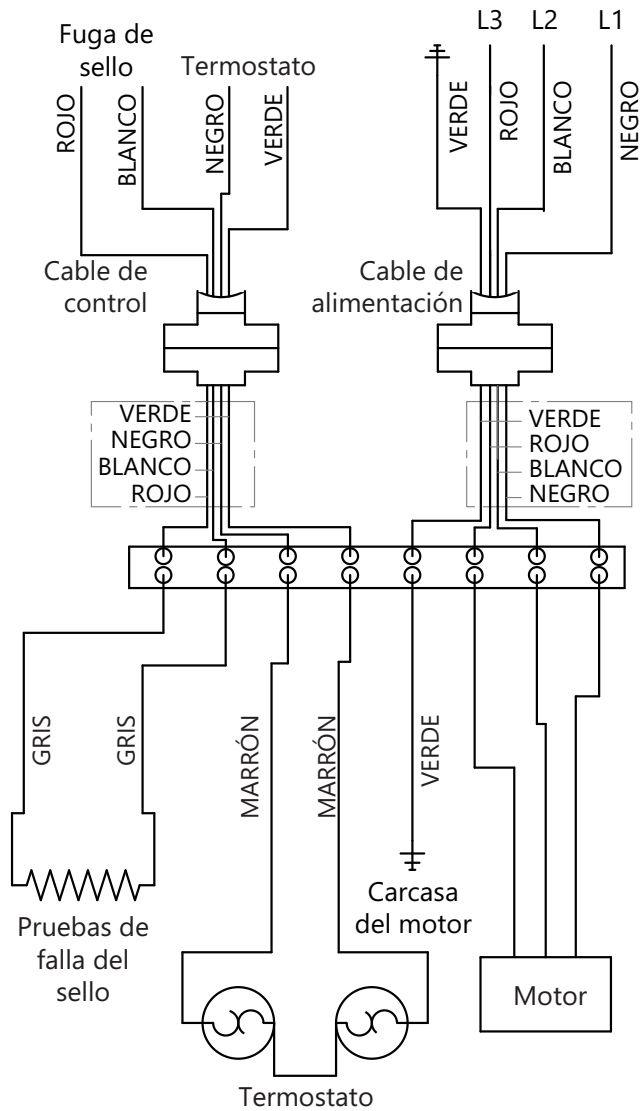 L3 L2 L1
Fuga de
sello
Termostato
ROJO
BLANCO
NEGRO
VERDE
VERDE
ROJO
BLANCO
NEGRO
Cable de
control
Cable de
alimentación
VERDE
NEGRO
BLANCO
ROJO
VERDE
ROJO
BLANCO
NEGRO
GRIS
GRIS
MARRÓN
MARRÓN
VERDE
Pruebas de
falla del
sello
Carcasa
del motor
Motor
Termostato